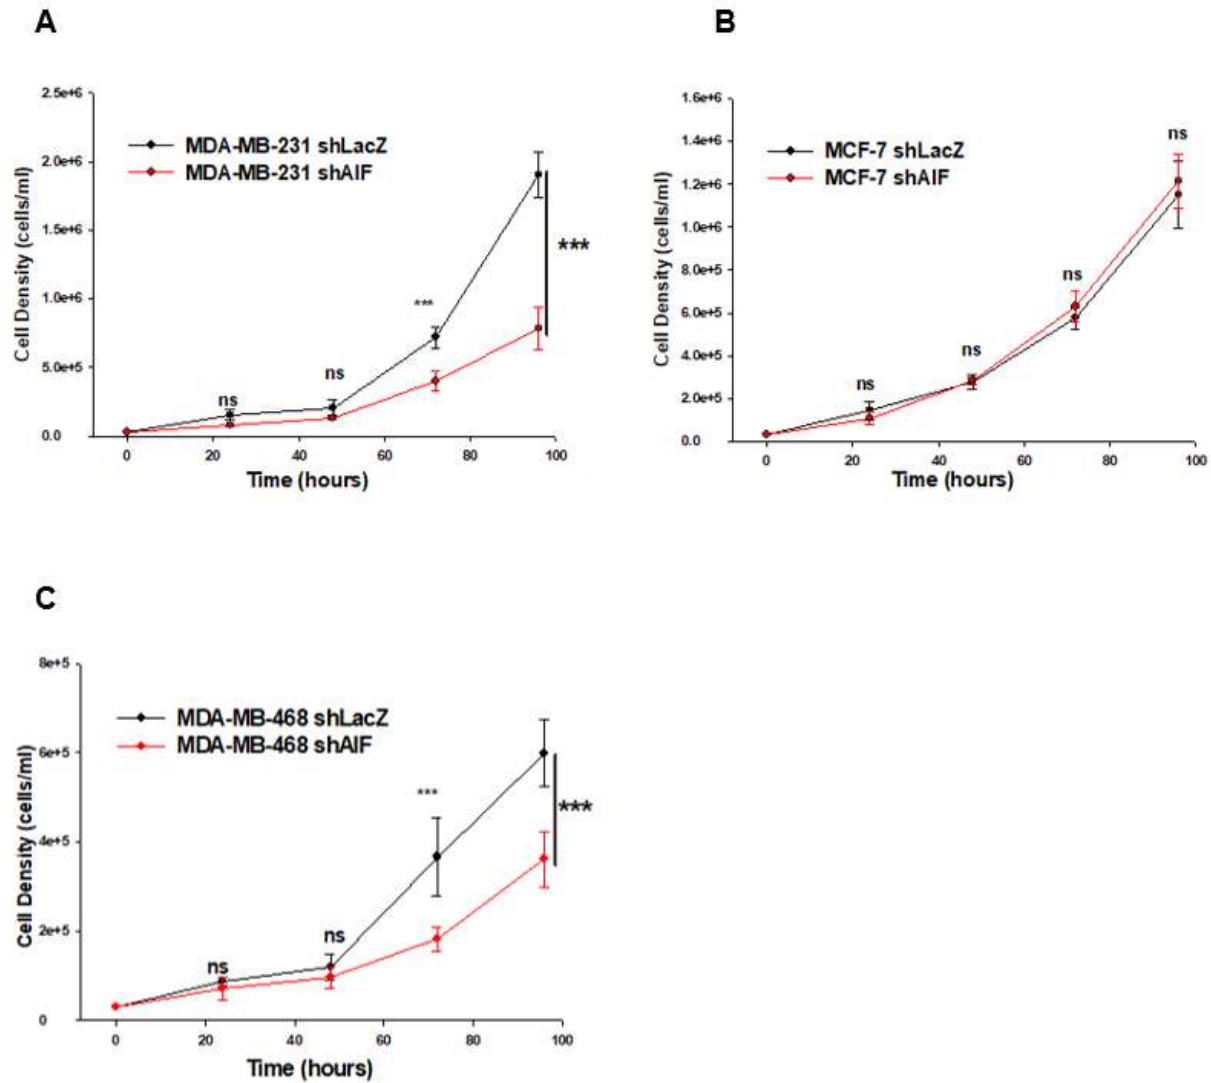 A
2.5e+6
2.0e+6
1.5e+6
1.0e+6
5.0e+5
0.0
Cell Density (cells/ml)
MDA-MB-231 shLacZ
MDA-MB-231 shAIF
ns
ns
***
***
0 20 40 60 80 100
Time (hours)
B
1.6e+6
1.4e+6
1.2e+6
1.0e+6
8.0e+5
6.0e+5
4.0e+5
2.0e+5
0.0
Cell Density (cells/ml)
MCF-7 shLacZ
MCF-7 shAIF
ns
ns
ns
ns
0 20 40 60 80 100
Time (hours)
C
8e+5
6e+5
4e+5
2e+5
0
Cell Density (cells/ml)
MDA-MB-468 shLacZ
MDA-MB-468 shAIF
ns
ns
***
***
0 20 40 60 80 100
Time (hours)